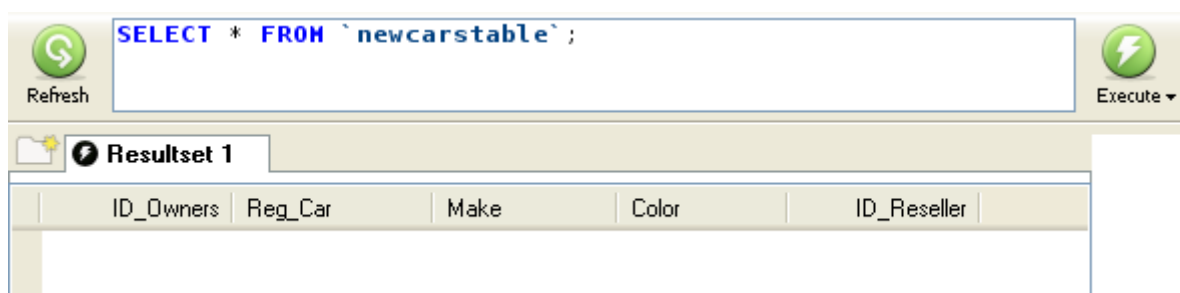 SELECT * FROM `newcarstable`;
Refresh
Execute
Resultset 1
ID_Owners Reg_Car Make Color ID_Reseller